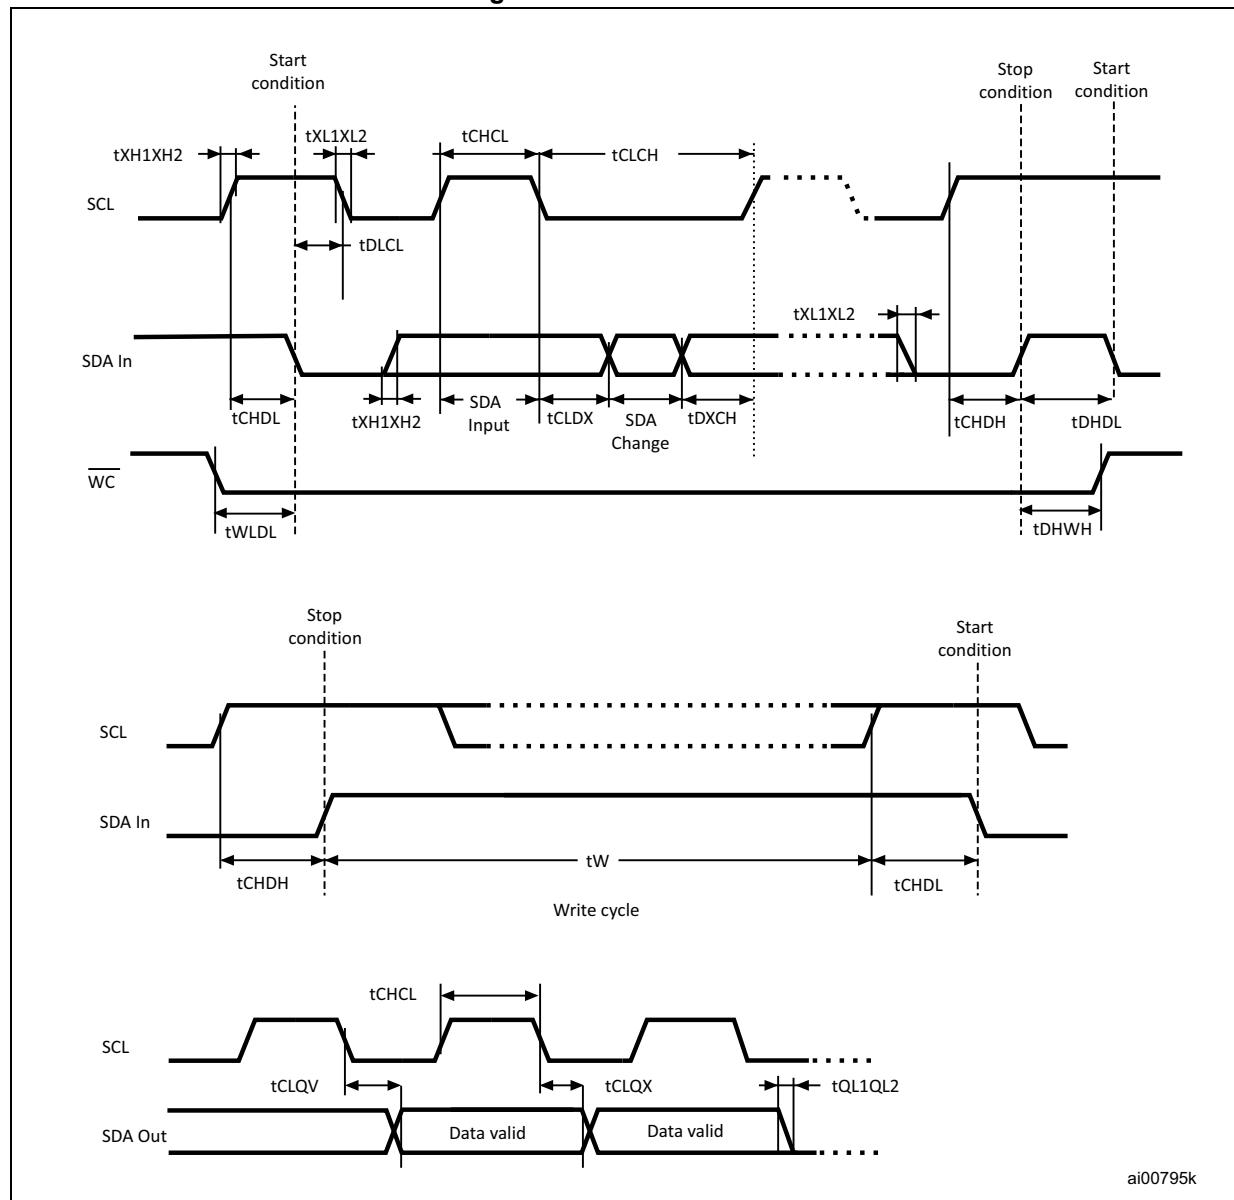 Start
condition
Stop
condition
Start
condition
tXH1XH2
tXL1XL2
tCHCL
tCLCH
SCL
tDLCL
tXL1XL2
SDA In
tCHDL
tXH1XH2
SDA
Input
tCLDX
SDA
Change
tDXCH
tCHDH
tDHDL
WC
tWLDL
tDHWH
Stop
condition
Start
condition
SCL
SDA In
tCHDH
tW
tCHDL
Write cycle
tCHCL
SCL
tCLQV
tCLQX
tQL1QL2
SDA Out
Data valid
Data valid
ai00795k